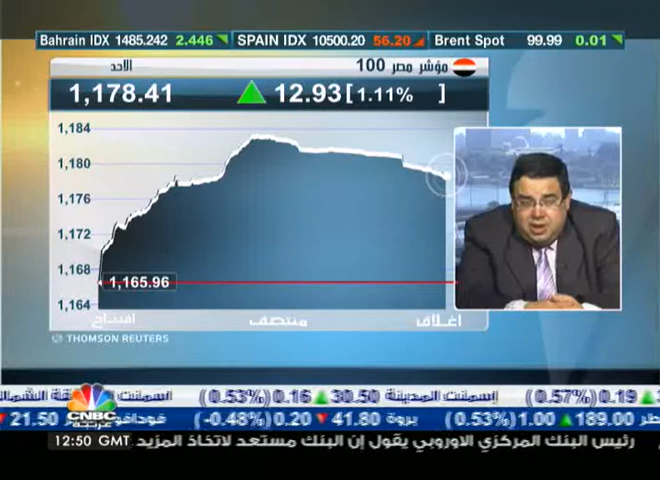 Bahrain IDX 1485.242 2.446 SPAIN IDX 10500.20 56.20 Brent Spot 99.99 0.01
الاحد مؤشر مصر 100
1,178.41 12.93 [1.11% ]
1,184
1,180
1,176
1,172
1,168
1,165.96
1,164
افتتاح منتصف اغلاق
© THOMSON REUTERS
0.19 (0.57%) إسمنت المدينة 30.50 0.16 (0.53%) اسمنت
189.00 1.00 (0.53%) بروة 41.80 0.20 (-0.48%) 21.50
CNBC
عربية
12:50 GMT
رئيس البنك المركزي الاوروبي يقول إن البنك مستعد لاتخاذ المزيد